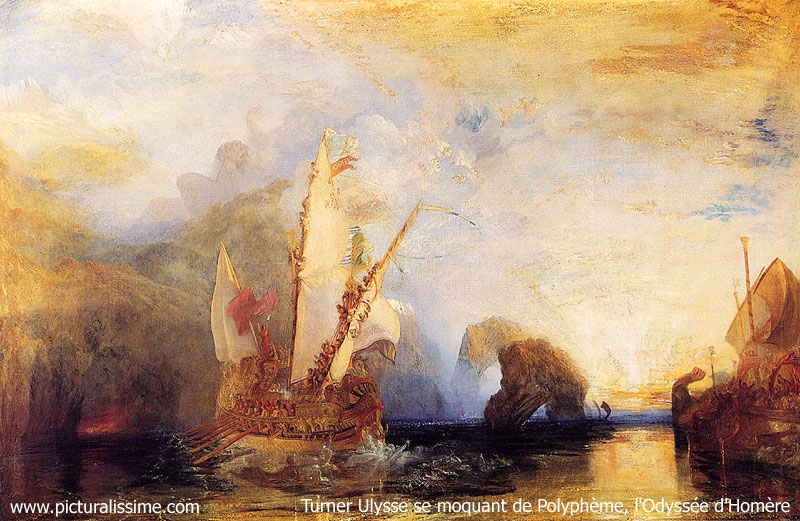 www.picturalissime.com
Turner Ulysse se moquant de Polyphème, l'Odyssée d'Homère